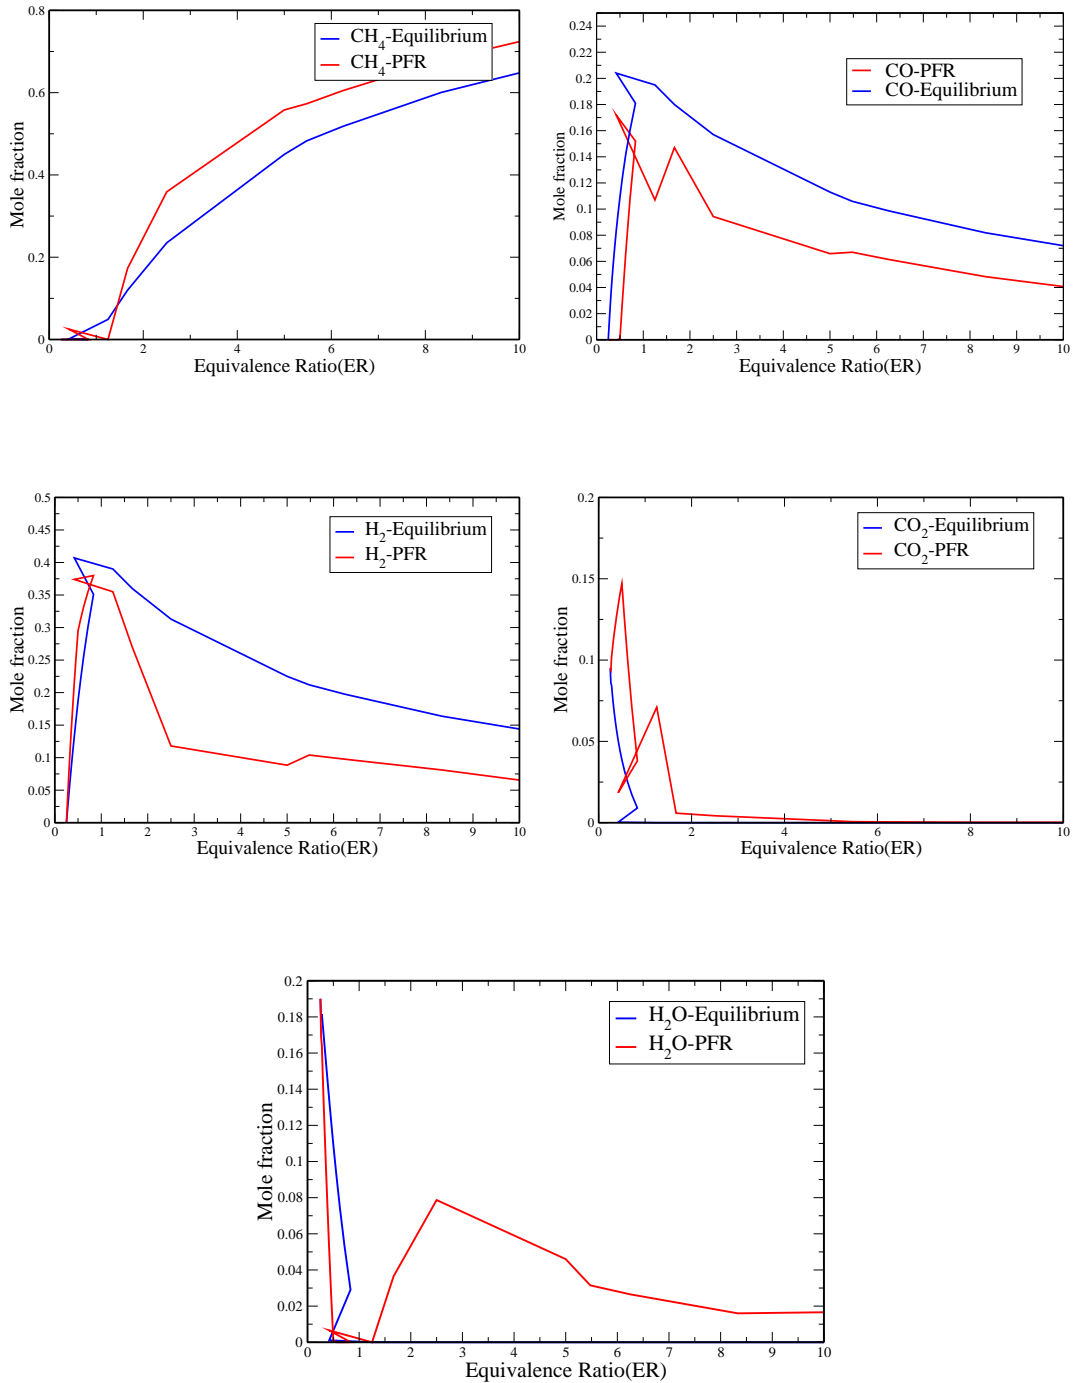 0.8
0.6
0.4
0.2
0
Mole fraction
CH4-Equilibrium
CH4-PFR
0 2 4 6 8 10
Equivalence Ratio(ER)
0.24
0.22
0.2
0.18
0.16
0.14
0.12
0.1
0.08
0.06
0.04
0.02
0
Mole fraction
CO-PFR
CO-Equilibrium
0 1 2 3 4 5 6 7 8 9 10
Equivalence Ratio(ER)
0.5
0.45
0.4
0.35
0.3
0.25
0.2
0.15
0.1
0.05
0
Mole fraction
H2-Equilibrium
H2-PFR
0 1 2 3 4 5 6 7 8 9 10
Equivalence Ratio(ER)
0.2
0.15
0.1
0.05
0
Mole fraction
CO2-Equilibrium
CO2-PFR
0 2 4 6 8 10
Equivalence Ratio(ER)
0.2
0.18
0.16
0.14
0.12
0.1
0.08
0.06
0.04
0.02
0
Mole fraction
H2O-Equilibrium
H2O-PFR
0 1 2 3 4 5 6 7 8 9 10
Equivalence Ratio(ER)